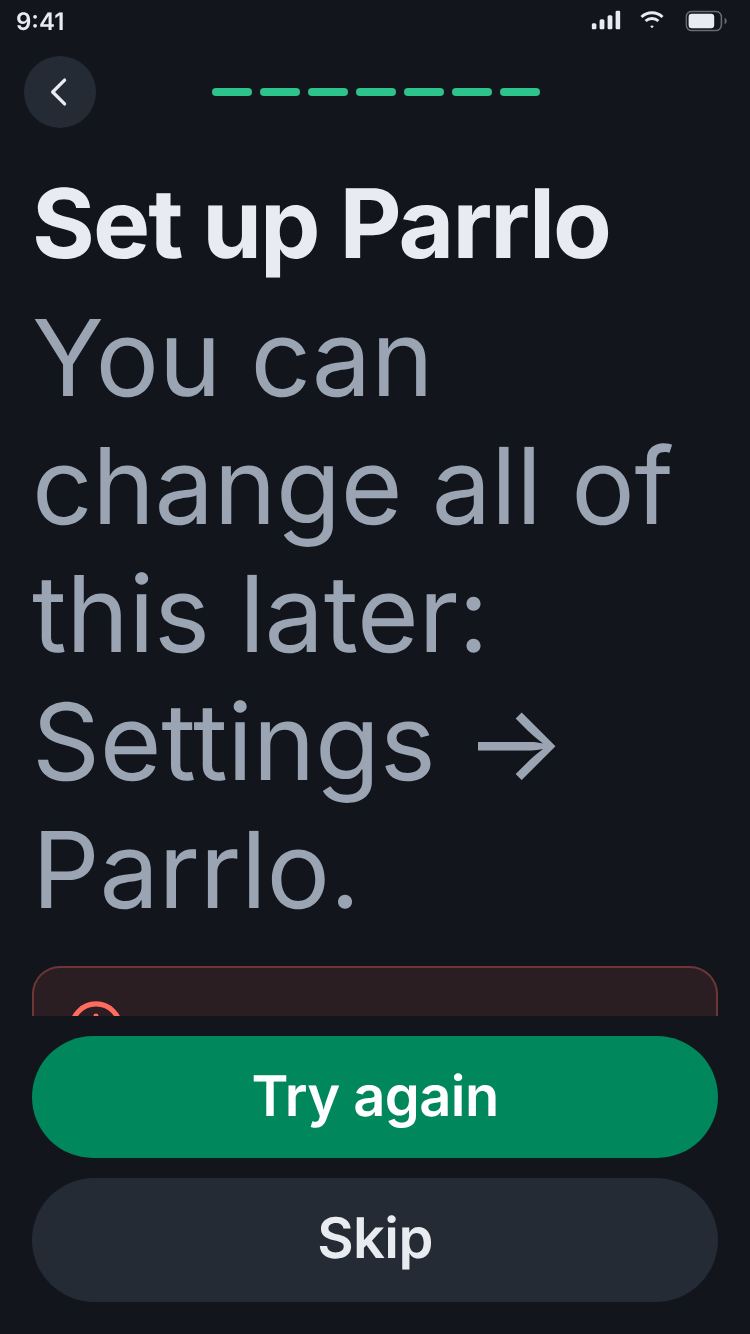 9:41
Set up Parrlo
You can
change all of
this later:
Settings →
Parrlo.
Try again
Skip